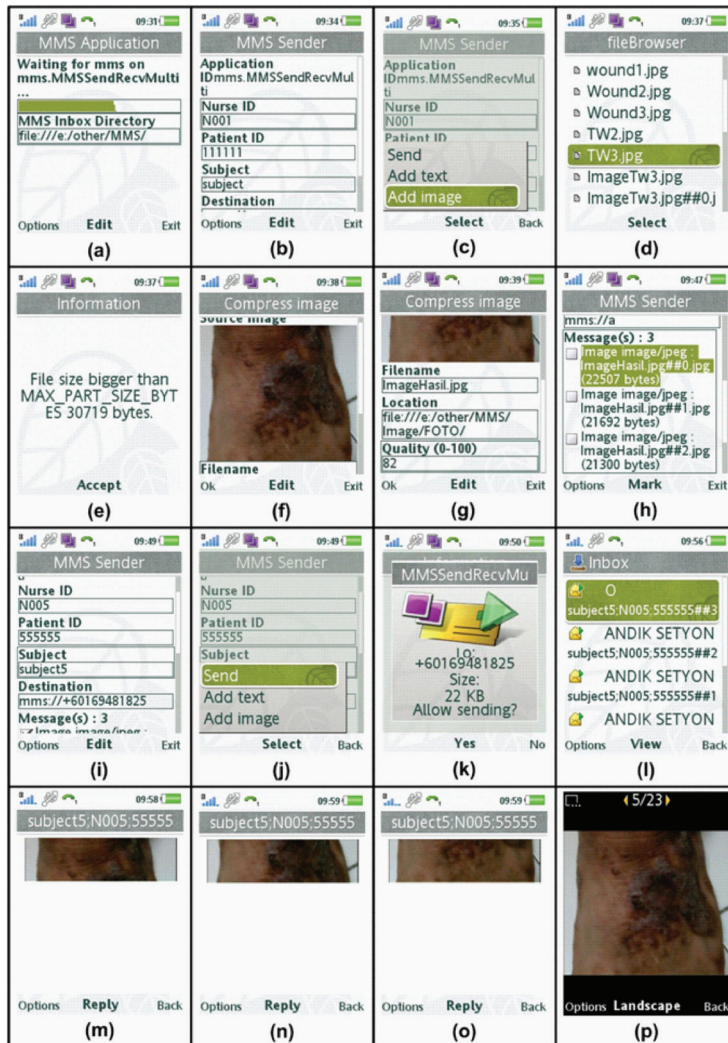 09:31
MMS Application
Waiting for mms on
mms.MMSSendRecvMulti
...
MMS Inbox Directory
file:///e:/other/MMS/
Options Edit Exit
(a)
09:34
MMS Sender
Application
IDmms.MMSSendRecvMul
ti
Nurse ID
N001
Patient ID
111111
Subject
subject
Destination
Options Edit Exit
(b)
09:35
MMS Sender
Application
IDmms.MMSSendRecvMul
ti
Nurse ID
N001
Patient ID
Send
Add text
Add image
Select Back
(c)
09:37
fileBrowser
wound1.jpg
Wound2.jpg
Wound3.jpg
TW2.jpg
TW3.jpg
ImageTw3.jpg
ImageTw3.jpg##0.j
Select
(d)
09:37
Information
File size bigger than
MAX_PART_SIZE_BYT
ES 30719 bytes.
Accept
(e)
09:38
Compress image
Source Image
Filename
Ok Edit Exit
(f)
09:39
Compress image
Filename
ImageHasil.jpg
Location
file:///e:/other/MMS/
Image/FOTO/
Quality (0-100)
82
Ok Edit Exit
(g)
09:47
MMS Sender
mms://a
Message(s) : 3
Image image/jpeg :
ImageHasil.jpg##0.jpg
(22507 bytes)
Image image/jpeg :
ImageHasil.jpg##1.jpg
(21692 bytes)
Image image/jpeg :
ImageHasil.jpg##2.jpg
(21300 bytes)
Options Mark Exit
(h)
09:49
MMS Sender
Nurse ID
N005
Patient ID
555555
Subject
subject5
Destination
mms://+60169481825
Message(s) : 3
Image image/jpeg :
Options Edit Exit
(i)
09:49
MMS Sender
Nurse ID
N005
Patient ID
555555
Subject
Send
Add text
Add image
Select Back
(j)
09:50
MMSSendRecvMu
To:
+60169481825
Size:
22 KB
Allow sending?
Yes No
(k)
09:56
Inbox
O
subject5;N005;555555##3
ANDIK SETYON
subject5;N005;555555##2
ANDIK SETYON
subject5;N005;555555##1
ANDIK SETYON
Options View Back
(l)
09:58
subject5;N005;55555
Options Reply Back
(m)
09:59
subject5;N005;55555
Options Reply Back
(n)
09:59
subject5;N005;55555
Options Reply Back
(o)
5/23
Options Landscape Back
(p)